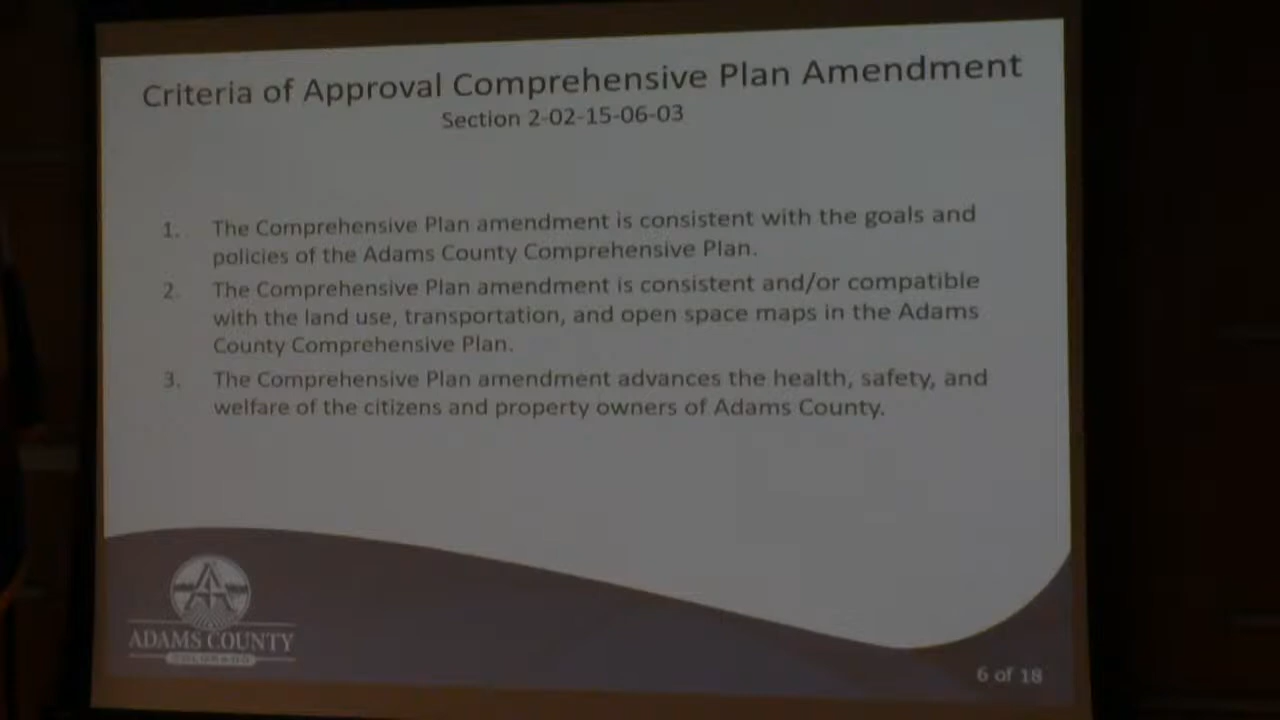 Criteria of Approval Comprehensive Plan Amendment
Section 2-02-15-06-03
1. The Comprehensive Plan amendment is consistent with the goals and
policies of the Adams County Comprehensive Plan.
2. The Comprehensive Plan amendment is consistent and/or compatible
with the land use, transportation, and open space maps in the Adams
County Comprehensive Plan.
3. The Comprehensive Plan amendment advances the health, safety, and
welfare of the citizens and property owners of Adams County.
ADAMS COUNTY
COLORADO
6 of 18